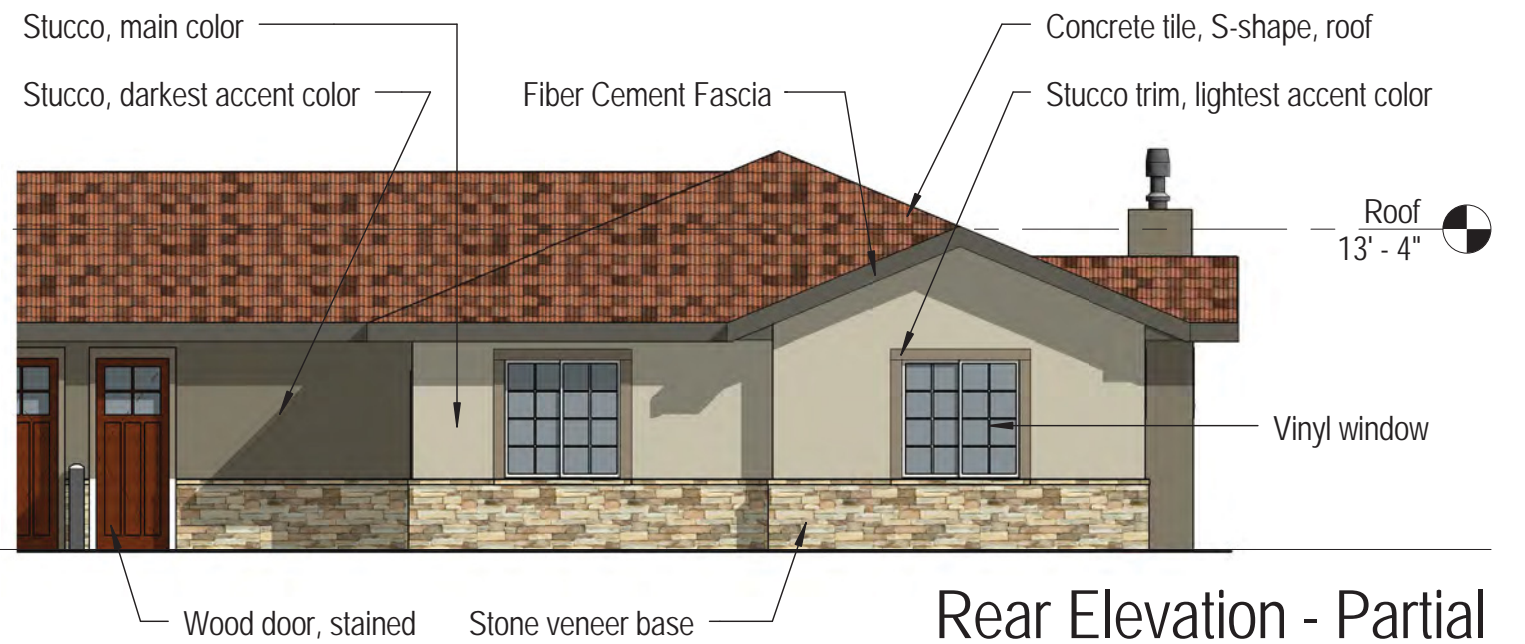 Stucco, main color
Concrete tile, S-shape, roof
Stucco, darkest accent color
Fiber Cement Fascia
Stucco trim, lightest accent color
Roof
13' - 4"
Vinyl window
Wood door, stained
Stone veneer base
Rear Elevation - Partial